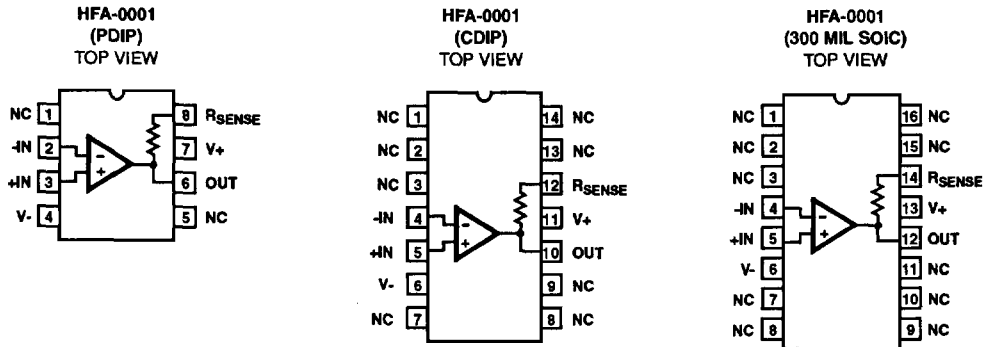 HFA-0001
(PDIP)
TOP VIEW
NC 1
-IN 2
+IN 3
V- 4
8 RSENSE
7 V+
6 OUT
5 NC
-
+
HFA-0001
(CDIP)
TOP VIEW
NC 1
NC 2
NC 3
-IN 4
+IN 5
V- 6
NC 7
14 NC
13 NC
12 RSENSE
11 V+
10 OUT
9 NC
8 NC
-
+
HFA-0001
(300 MIL SOIC)
TOP VIEW
NC 1
NC 2
NC 3
-IN 4
+IN 5
V- 6
NC 7
NC 8
16 NC
15 NC
14 RSENSE
13 V+
12 OUT
11 NC
10 NC
9 NC
-
+